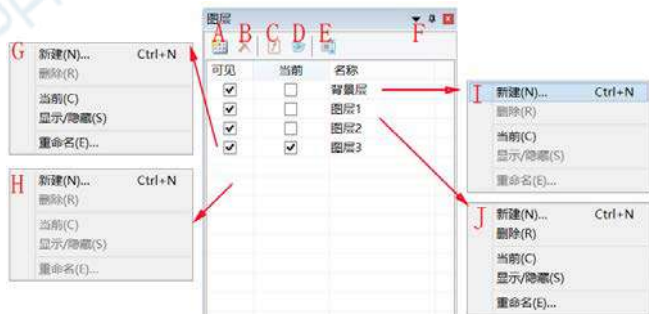 图层
A B C D E F
可见 当前 名称
背景层
图层1
图层2
图层3
G 新建(N)... Ctrl+N
删除(R)
当前(C)
显示/隐藏(S)
重命名(E)...
H 新建(N)... Ctrl+N
删除(R)
当前(C)
显示/隐藏(S)
重命名(E)...
I 新建(N)... Ctrl+N
删除(R)
当前(C)
显示/隐藏(S)
重命名(E)...
J 新建(N)... Ctrl+N
删除(R)
当前(C)
显示/隐藏(S)
重命名(E)...